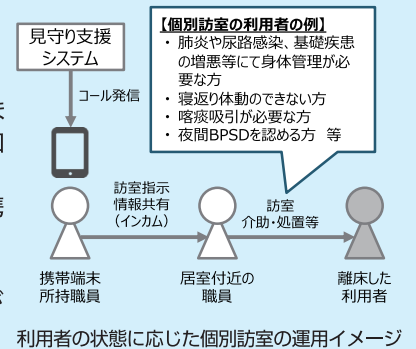 見守り支援
システム
コール発信
【個別訪室の利用者の例】
・ 肺炎や尿路感染、基礎疾患
の増悪等にて身体管理が必
要な方
・ 寝返り体動のできない方
・ 喀痰吸引が必要な方
・ 夜間BPSDを認める方 等
訪室指示
情報共有
(インカム)
訪室
介助・処置等
携帯端末
所持職員
居室付近の
職員
離床した
利用者
利用者の状態に応じた個別訪室の運用イメージ